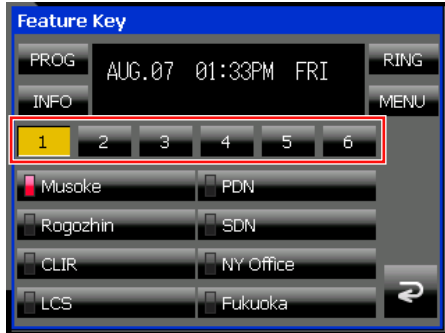 Feature Key
PROG
AUG.07 01:33PM FRI
RING
INFO
MENU
1 2 3 4 5 6
Musoke PDN
Rogozhin SDN
CLIR NY Office
LCS Fukuoka